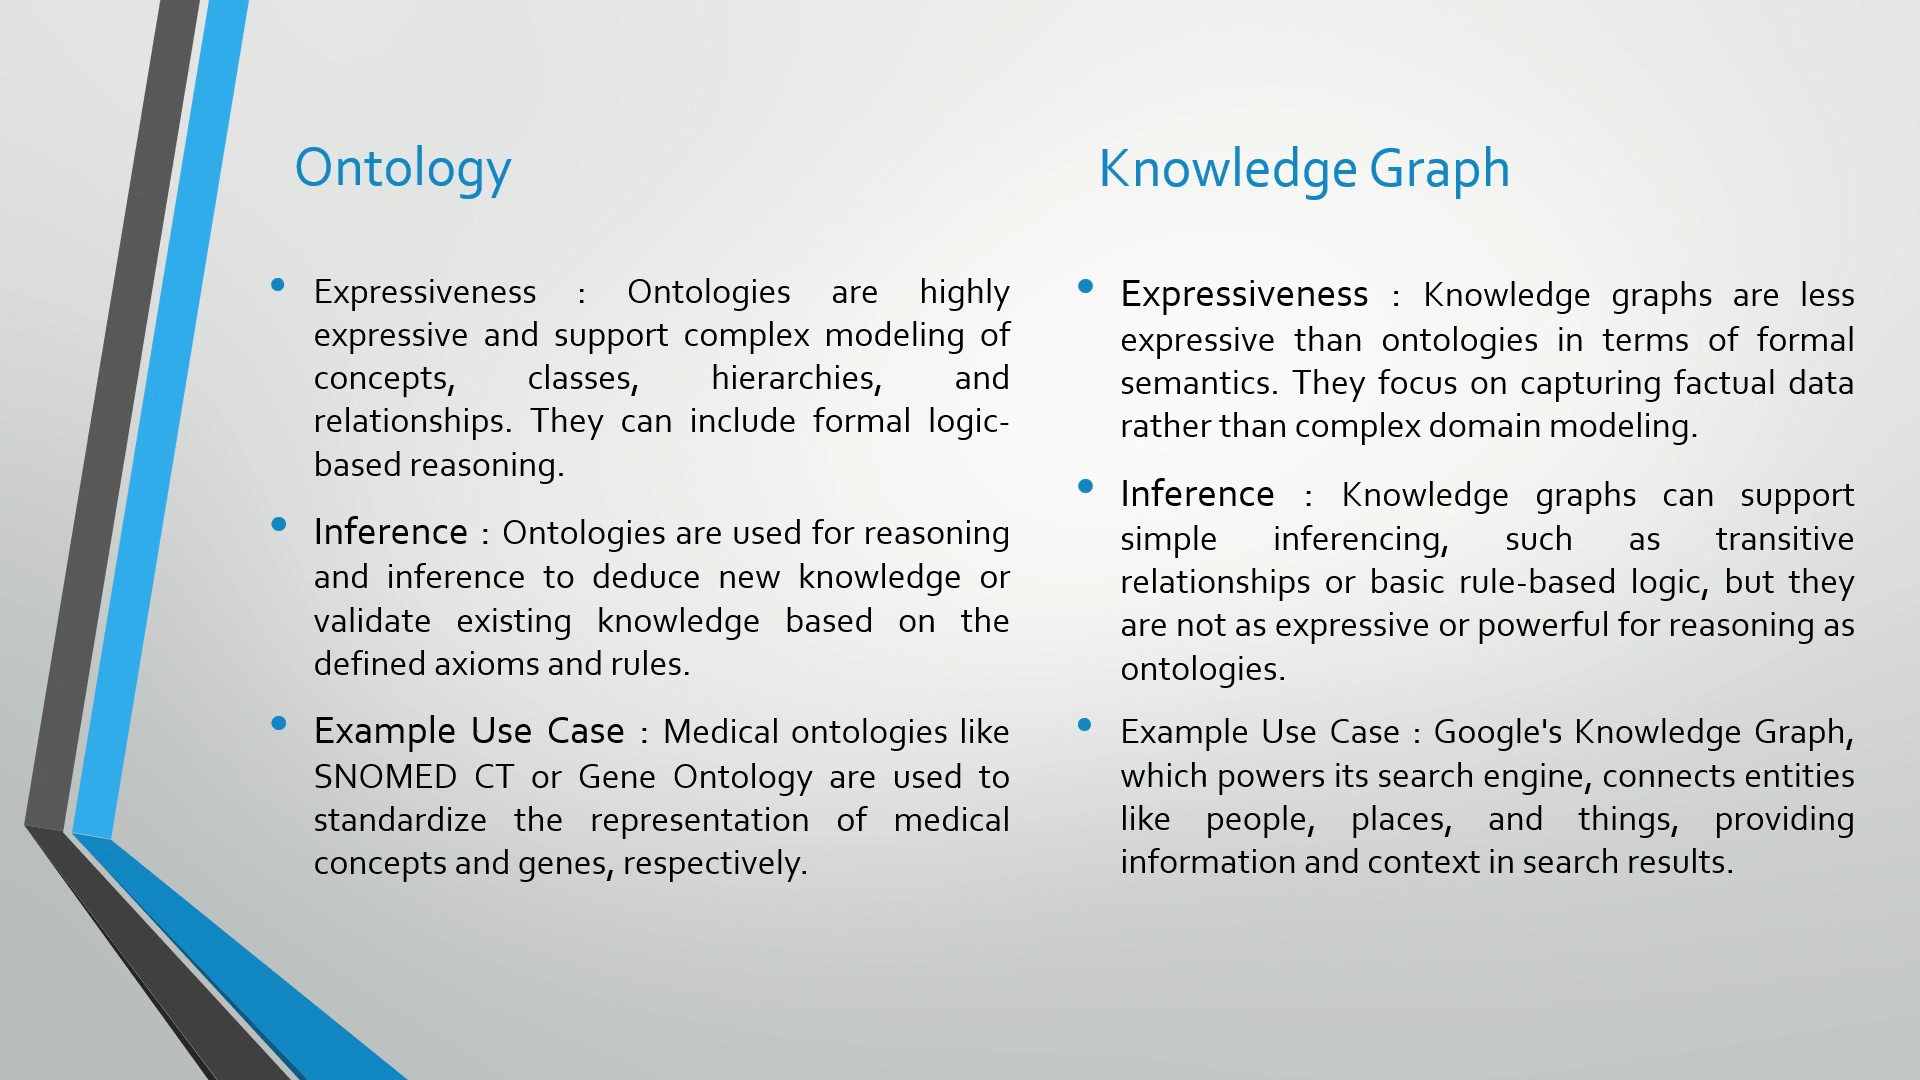 Ontology
• Expressiveness : Ontologies are highly
expressive and support complex modeling of
concepts, classes, hierarchies, and
relationships. They can include formal logic-
based reasoning.
• Inference : Ontologies are used for reasoning
and inference to deduce new knowledge or
validate existing knowledge based on the
defined axioms and rules.
• Example Use Case : Medical ontologies like
SNOMED CT or Gene Ontology are used to
standardize the representation of medical
concepts and genes, respectively.
Knowledge Graph
• Expressiveness : Knowledge graphs are less
expressive than ontologies in terms of formal
semantics. They focus on capturing factual data
rather than complex domain modeling.
• Inference : Knowledge graphs can support
simple inferencing, such as transitive
relationships or basic rule-based logic, but they
are not as expressive or powerful for reasoning as
ontologies.
• Example Use Case : Google's Knowledge Graph,
which powers its search engine, connects entities
like people, places, and things, providing
information and context in search results.